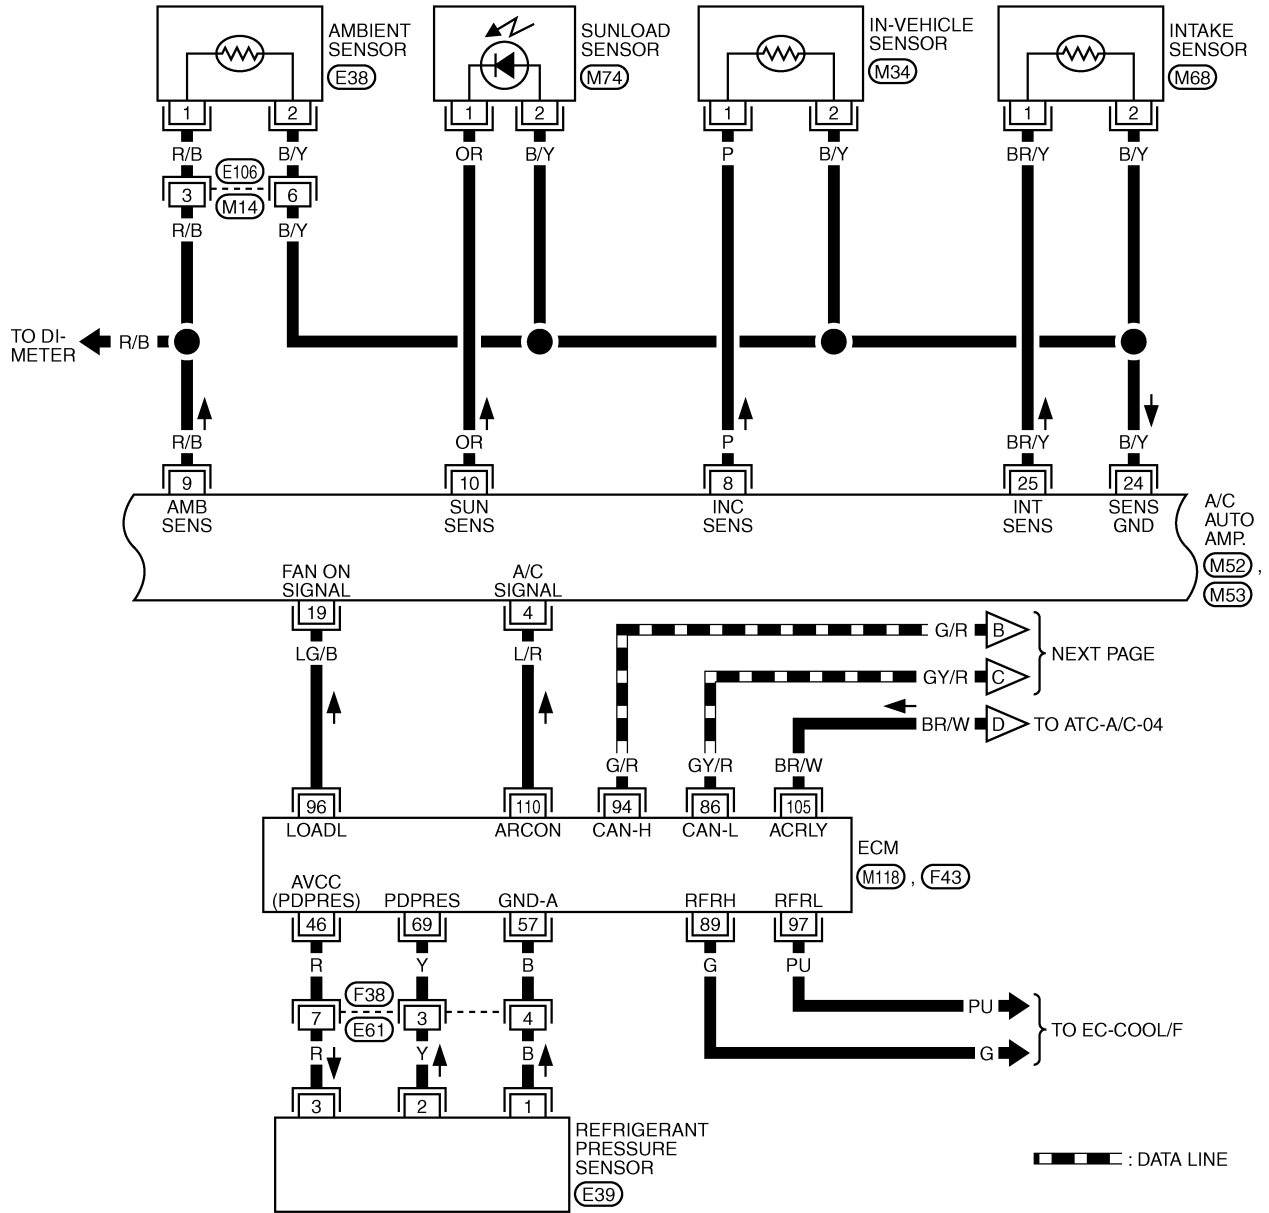 AMBIENT
SENSOR
E38
SUNLOAD
SENSOR
M74
IN-VEHICLE
SENSOR
M34
INTAKE
SENSOR
M68
1 2 1 2 1 2 1 2
R/B B/Y OR B/Y P B/Y BR/Y B/Y
E106
3 6
M14
R/B B/Y
TO DI-
METER
R/B
R/B OR P BR/Y B/Y
9 10 8 25 24
AMB
SENS
SUN
SENS
INC
SENS
INT
SENS
SENS
GND
A/C
AUTO
AMP.
M52 ,
M53
FAN ON
SIGNAL
A/C
SIGNAL
19 4
LG/B L/R
G/R B
GY/R C
NEXT PAGE
BR/W D TO ATC-A/C-04
G/R GY/R BR/W
96 110 94 86 105
LOADL ARCON CAN-H CAN-L ACRLY
ECM
M118 , F43
AVCC
(PDPRES) PDPRES GND-A RFRH RFRL
46 69 57 89 97
R Y B G PU
F38
7 3 4
E61
R Y B
PU
G
TO EC-COOL/F
3 2 1
REFRIGERANT
PRESSURE
SENSOR
E39
: DATA LINE